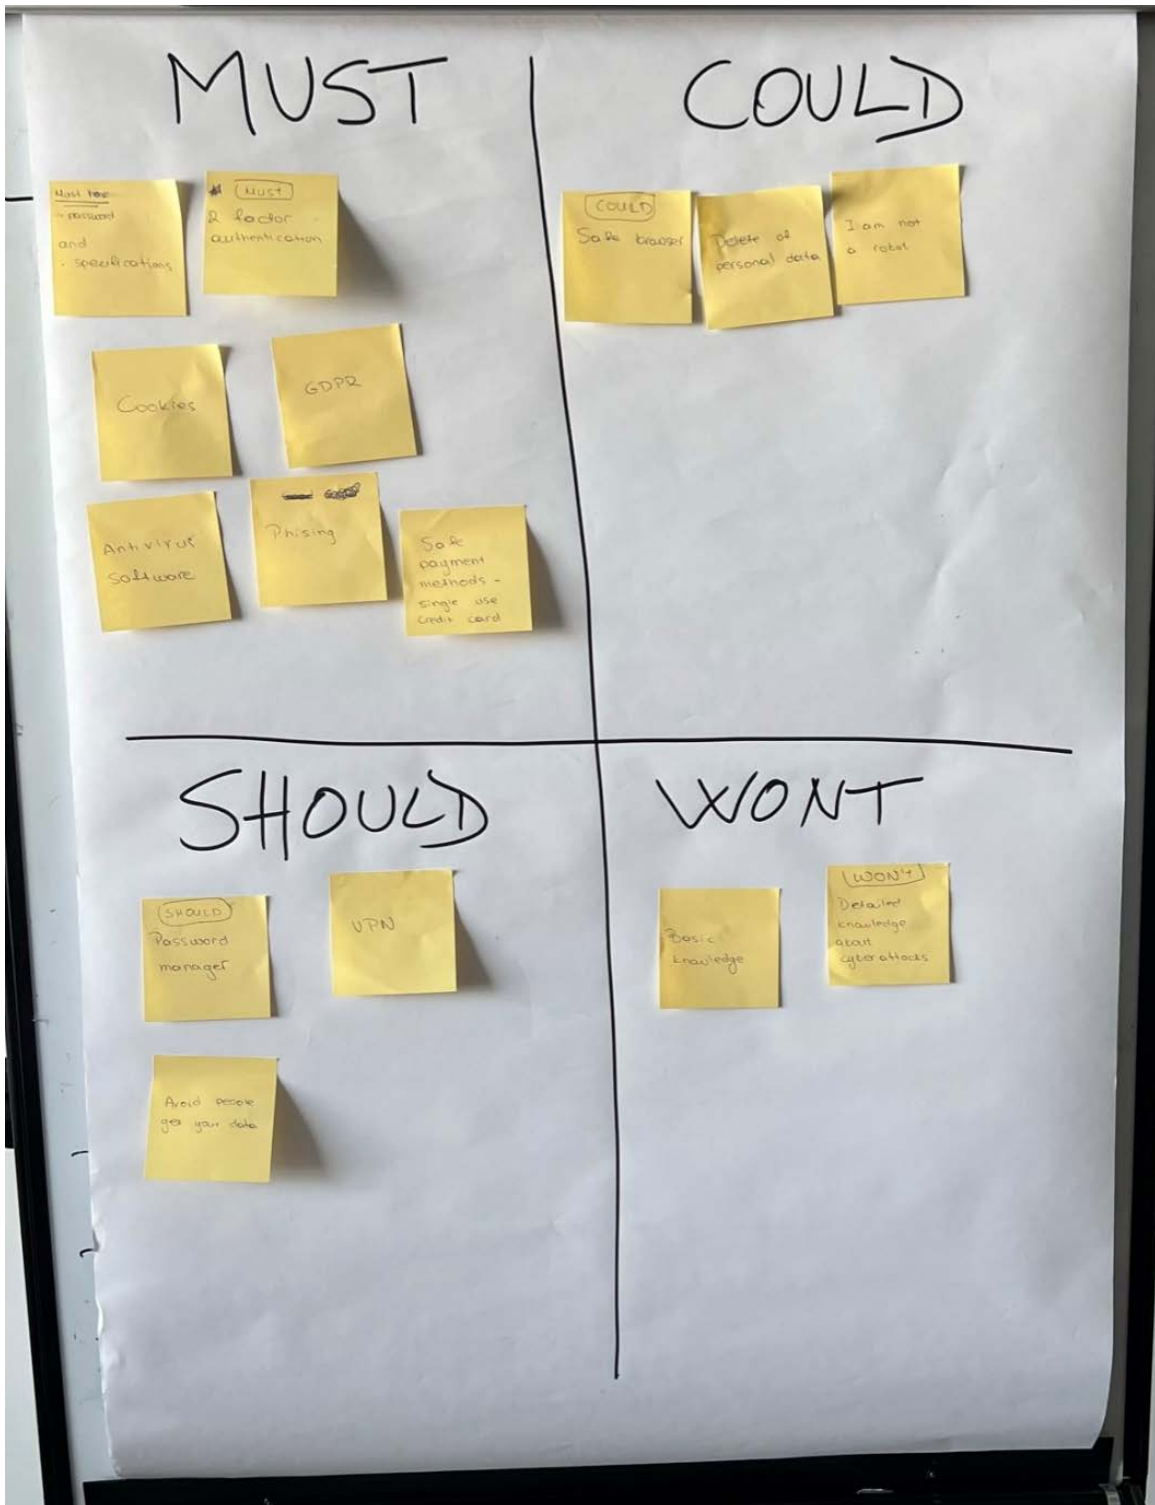 MUST
Must have
- password
and
- specifications
MUST
2 factor
authentication
Cookies
GDPR
Antivirus
Software
Phising
Safe
payment
methods -
single use
credit card
COULD
COULD
Safe browser
Delete of
personal data
I am not
a robot
SHOULD
SHOULD
Password
manager
VPN
Avoid people
get your data
WONT
Basic
knowledge
WON'T
Detailed
knowledge
about
cyber attacks